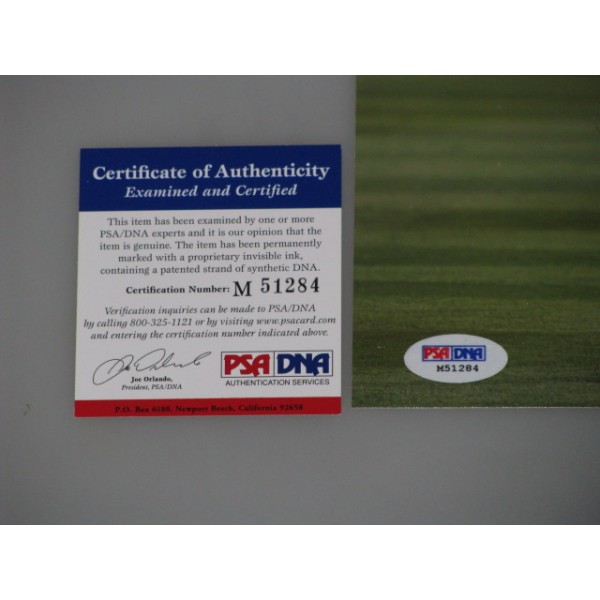 Certificate of Authenticity
Examined and Certified
This item has been examined by one or more
PSA/DNA experts and it is our opinion that the
item is genuine. The item has been permanently
marked with a proprietary invisible ink,
containing a patented strand of synthetic DNA.
Certification Number: M 51284
Verification inquiries can be made to PSA/DNA
by calling 800-325-1121 or by visiting www.psacard.com
and entering the certification number indicated above.
Joe Orlando,
President, PSA/DNA
PSA DNA
AUTHENTICATION SERVICES
P.O. Box 6180, Newport Beach, California 92658
PSA DNA
M51284